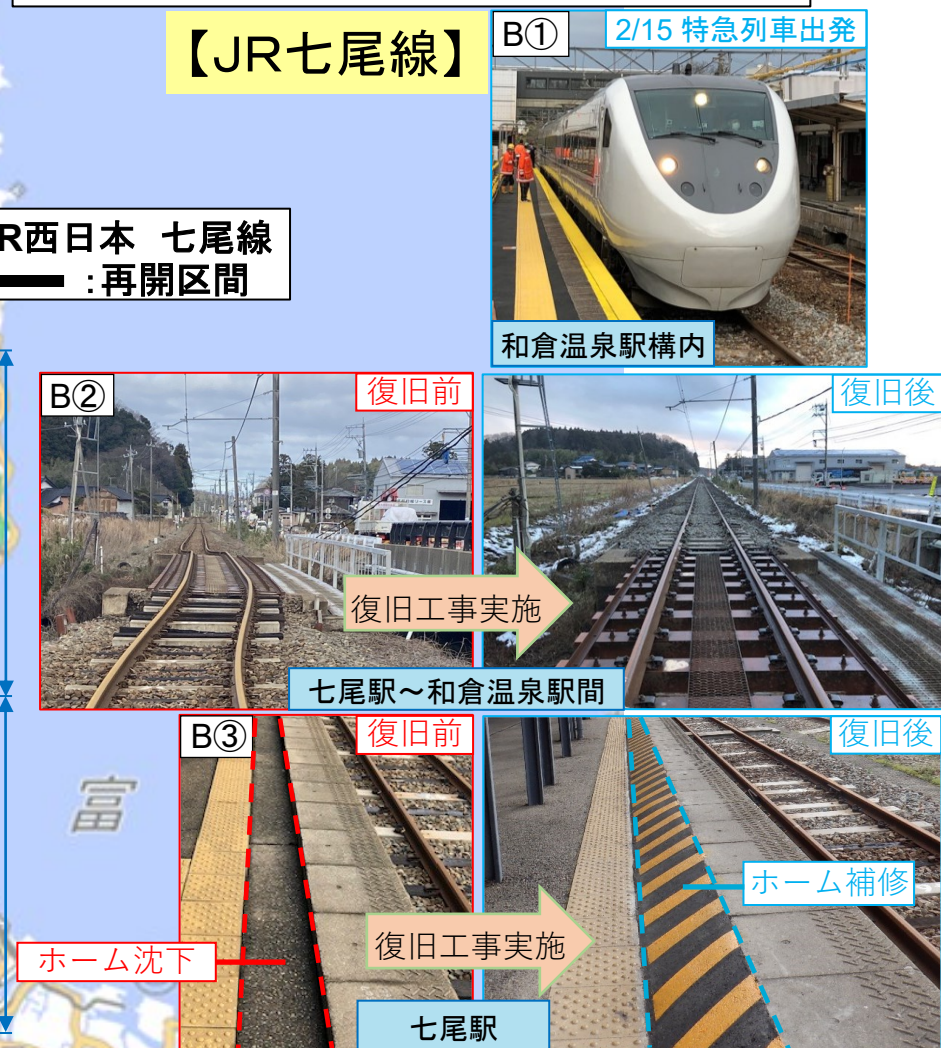 【JR七尾線】
B①
2/15 特急列車出発
和倉温泉駅構内
R西日本 七尾線
:再開区間
B②
復旧前
復旧後
復旧工事実施
七尾駅~和倉温泉駅間
B③
復旧前
復旧後
富
ホーム沈下
復旧工事実施
ホーム補修
七尾駅